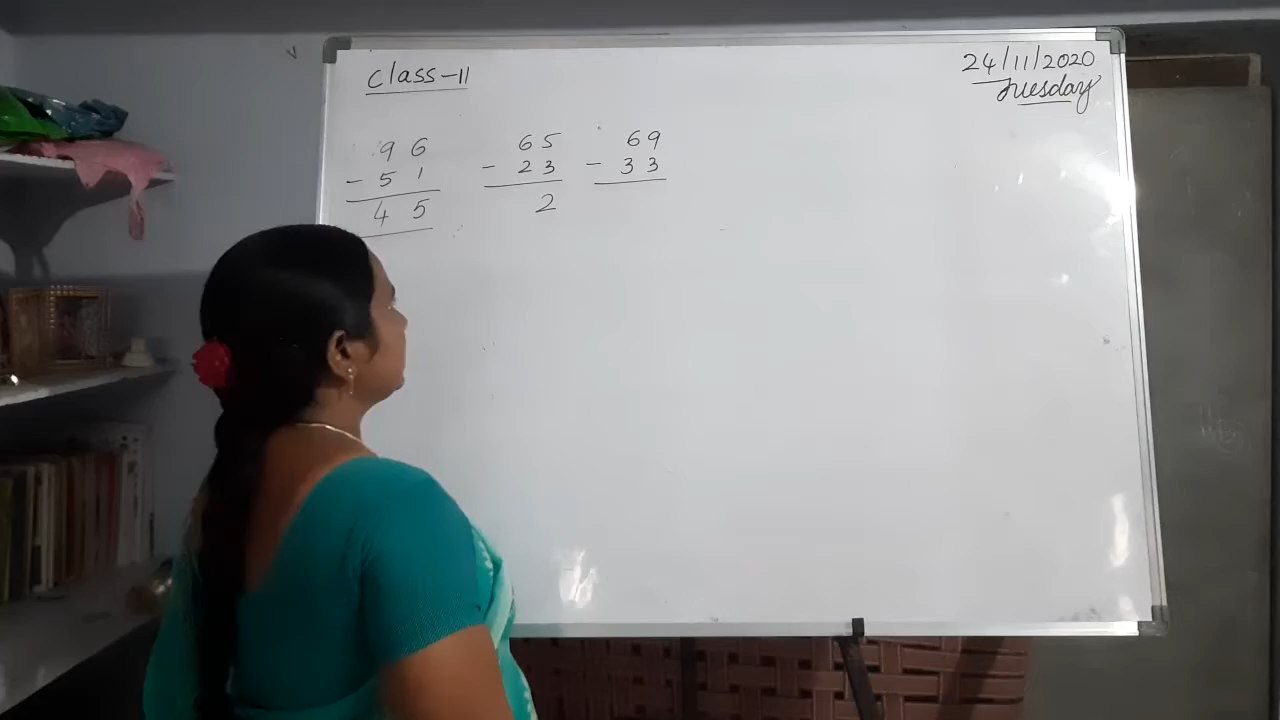 Class-II
24/11/2020
Tuesday
96 65 69
- 51 - 23 - 33
45 2